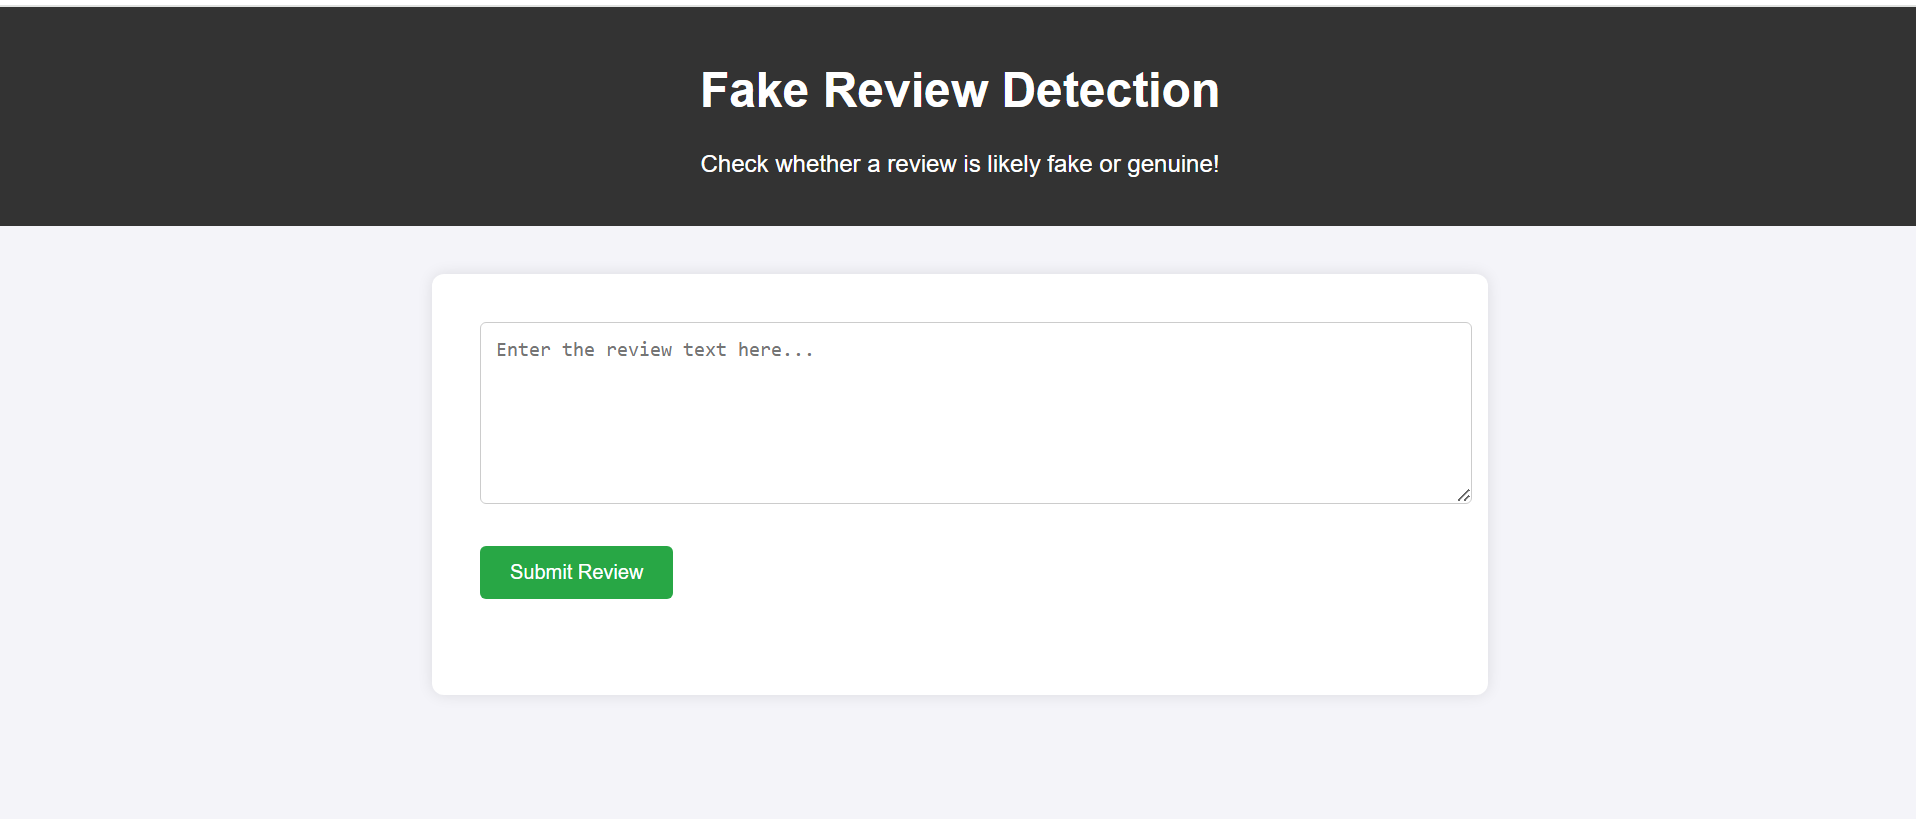 Fake Review Detection
Check whether a review is likely fake or genuine!
Enter the review text here...
Submit Review